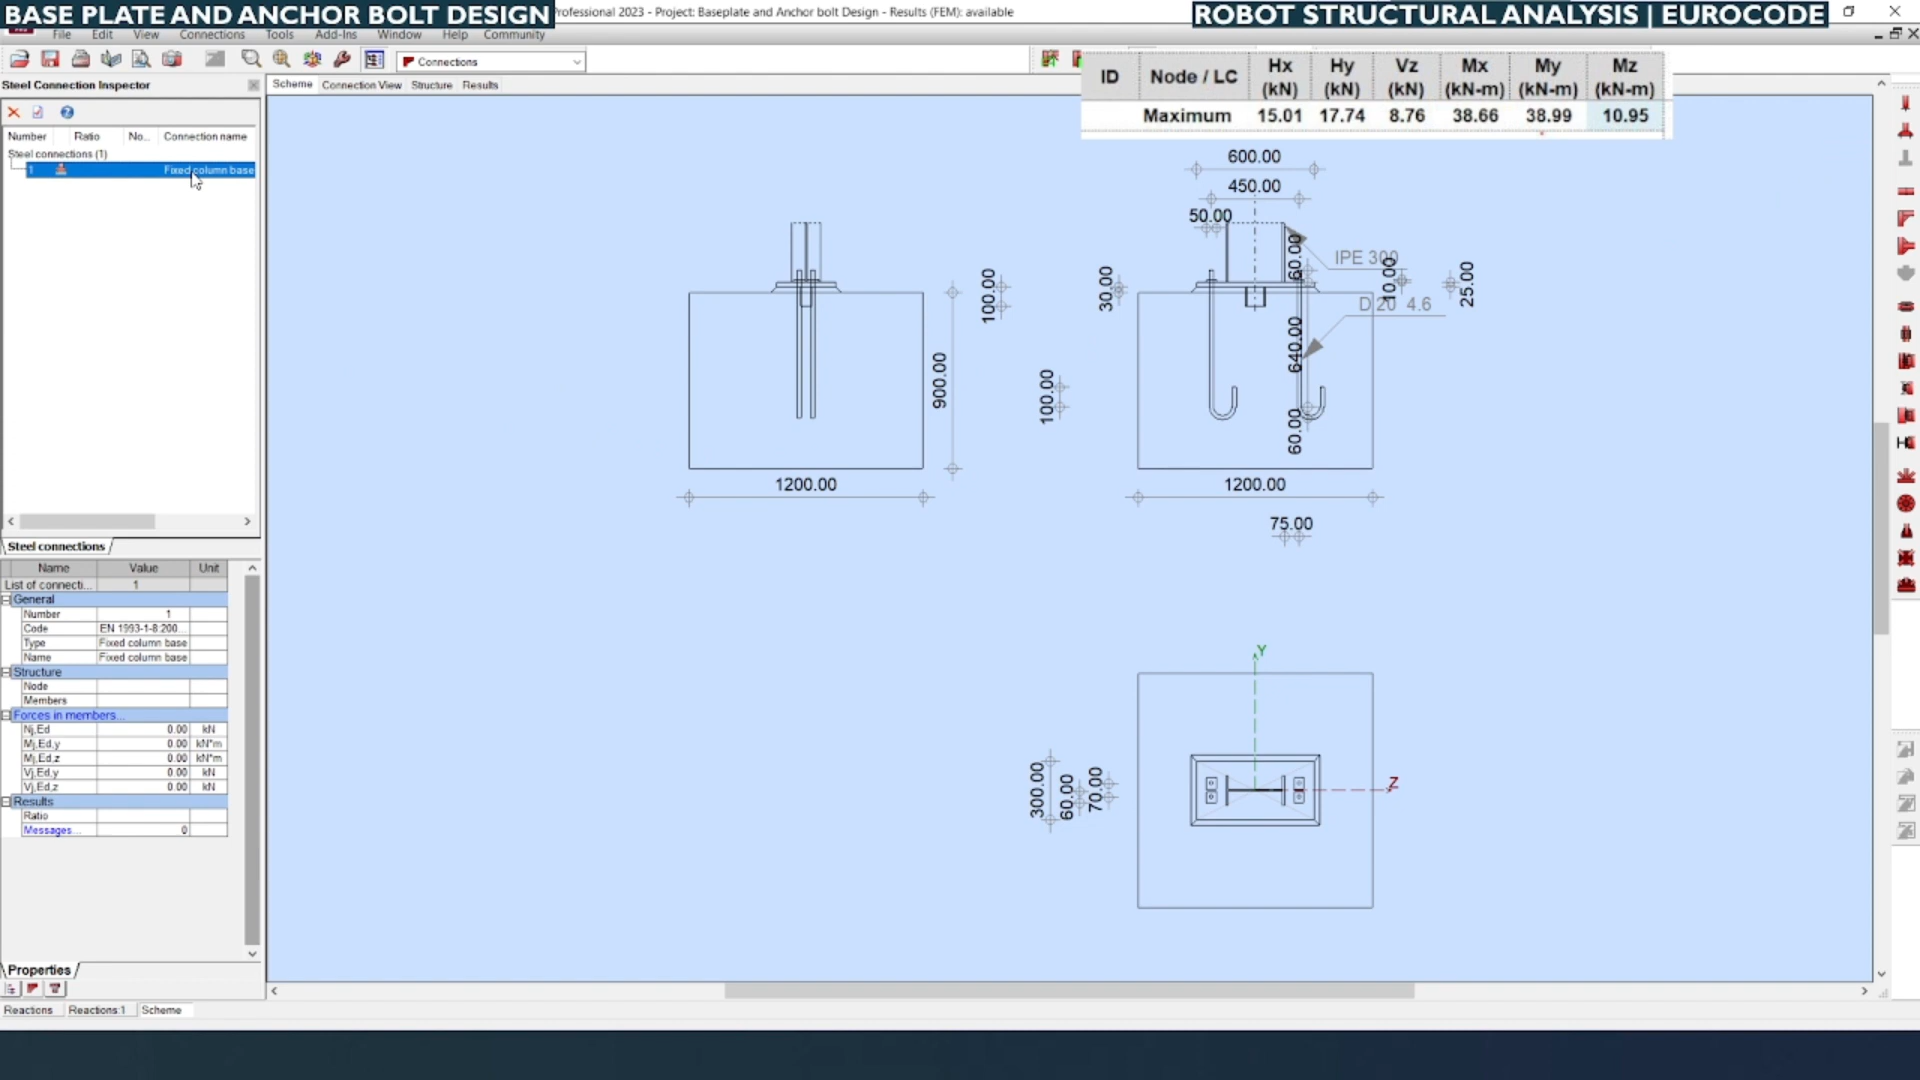 BASE PLATE AND ANCHOR BOLT DESIGN
rofessional 2023 - Project: Baseplate and Anchor bolt Design - Results (FEM): available
ROBOT STRUCTURAL ANALYSIS | EUROCODE
File Edit View Connections Tools Add-Ins Window Help Community
Connections
Steel Connection Inspector
Scheme Connection View Structure Results
ID Node / LC Hx (kN) Hy (kN) Vz (kN) Mx (kN-m) My (kN-m) Mz (kN-m)
Maximum 15.01 17.74 8.76 38.66 38.99 10.95
Number Ratio No... Connection name
Steel connections (1)
1 Fixed column base
600.00
450.00
50.00
60.00
IPE 300
10.00
25.00
100.00
30.00
D 20 4.6
640.00
900.00
100.00
60.00
1200.00
1200.00
75.00
Steel connections
Name Value Unit
List of connecti... 1
General
Number 1
Code EN 1993-1-8:200...
Type Fixed column base
Name Fixed column base
Structure
Node
Members
Forces in members...
Nj,Ed 0.00 kN
Mj,Ed,y 0.00 kN*m
Mj,Ed,z 0.00 kN*m
Vj,Ed,y 0.00 kN
Vj,Ed,z 0.00 kN
Results
Ratio
Messages... 0
Y
Z
300.00
60.00
70.00
Properties
Reactions Reactions:1 Scheme